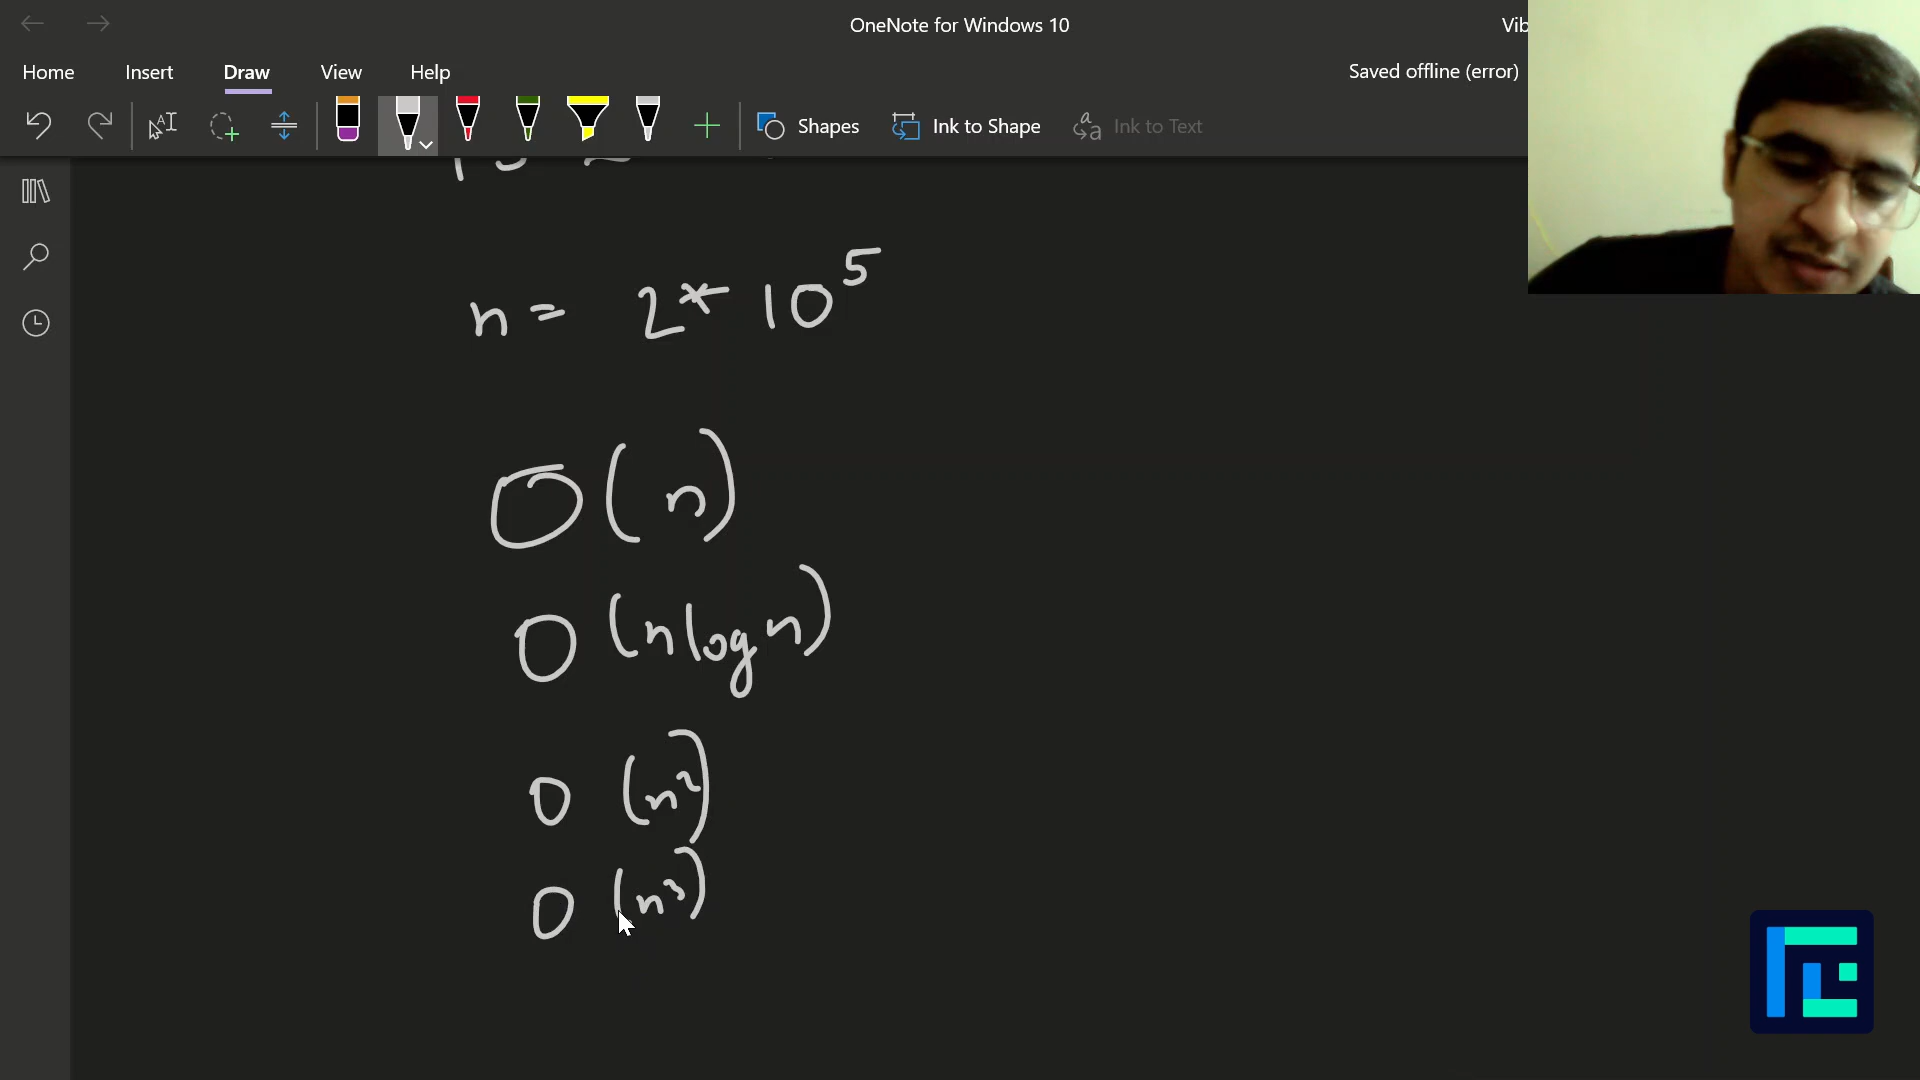 OneNote for Windows 10
Vib
Home Insert Draw View Help
Saved offline (error)
Shapes Ink to Shape Ink to Text
n = 2* 10^5
O(n)
O(n log n)
O(n²)
O(n³)